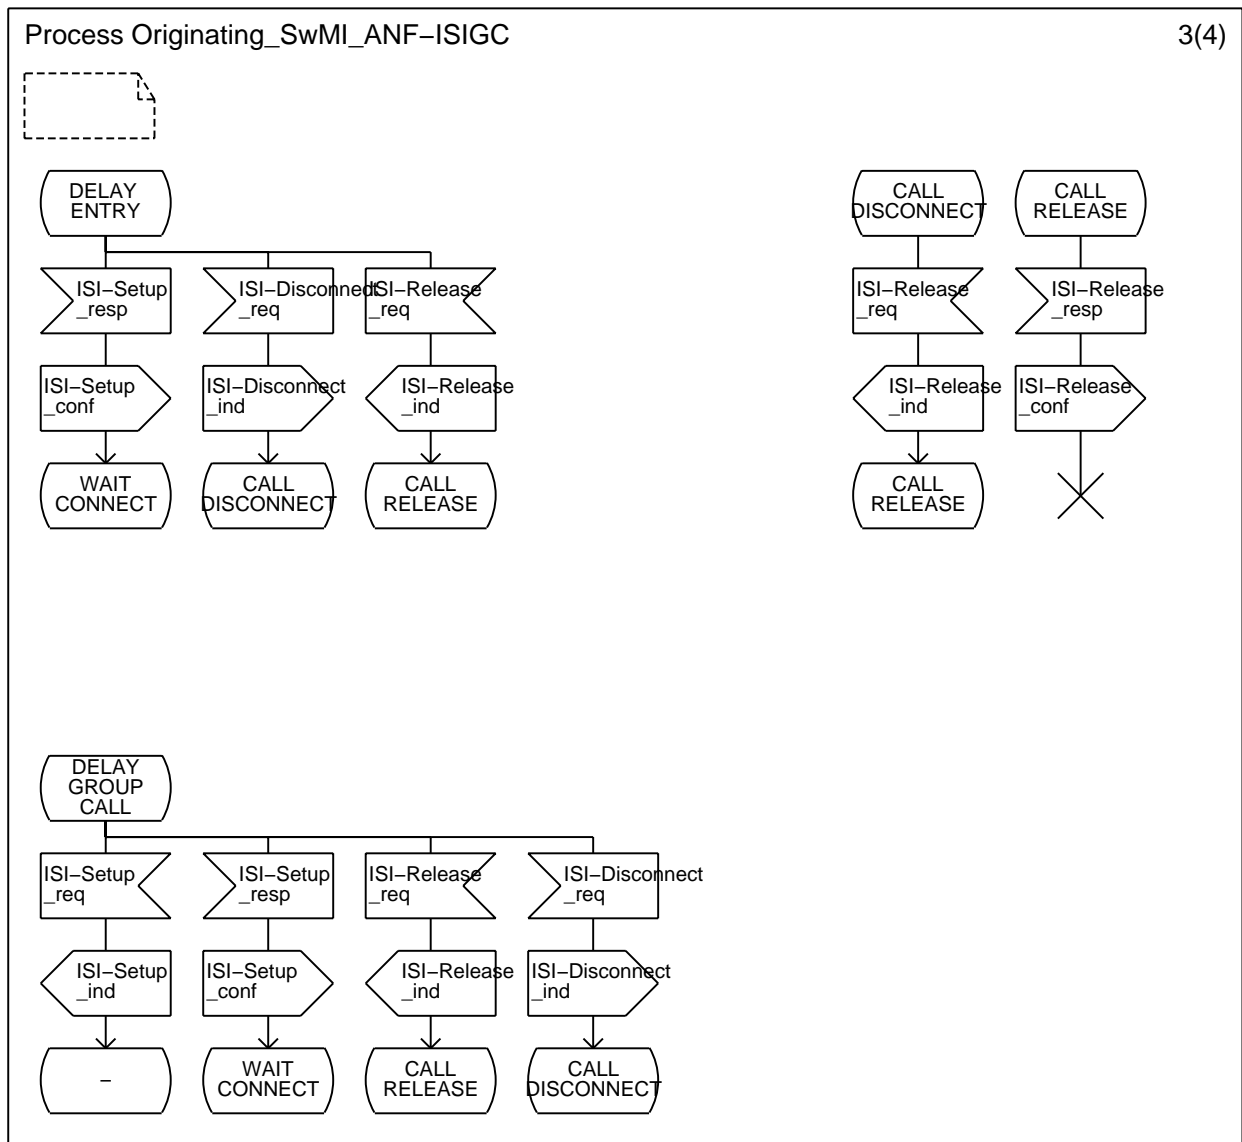 Process Originating_SwMI_ANF−ISIGC
3(4)
DELAY
ENTRY
CALL
DISCONNECT
CALL
RELEASE
ISI−Setup
_resp
ISI−Disconnect
_req
ISI−Release
_req
ISI−Release
_req
ISI−Release
_resp
ISI−Setup
_conf
ISI−Disconnect
_ind
ISI−Release
_ind
ISI−Release
_ind
ISI−Release
_conf
WAIT
CONNECT
CALL
DISCONNECT
CALL
RELEASE
CALL
RELEASE
DELAY
GROUP
CALL
ISI−Setup
_req
ISI−Setup
_resp
ISI−Release
_req
ISI−Disconnect
_req
ISI−Setup
_ind
ISI−Setup
_conf
ISI−Release
_ind
ISI−Disconnect
_ind
−
WAIT
CONNECT
CALL
RELEASE
CALL
DISCONNECT